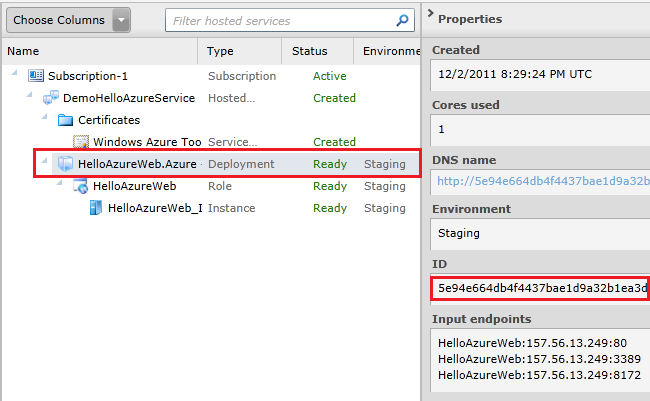 Choose Columns
Filter hosted services
Name Type Status Environme
Subscription-1 Subscription Active
DemoHelloAzureService Hosted... Created
Certificates
Windows Azure Too Service... Created
HelloAzureWeb.Azure Deployment Ready Staging
HelloAzureWeb Role Ready Staging
HelloAzureWeb_I Instance Ready Staging
Properties
Created
12/2/2011 8:29:24 PM UTC
Cores used
1
DNS name
http://5e94e664db4f4437bae1d9a32b
Environment
Staging
ID
5e94e664db4f4437bae1d9a32b1ea3d
Input endpoints
HelloAzureWeb:157.56.13.249:80
HelloAzureWeb:157.56.13.249:3389
HelloAzureWeb:157.56.13.249:8172